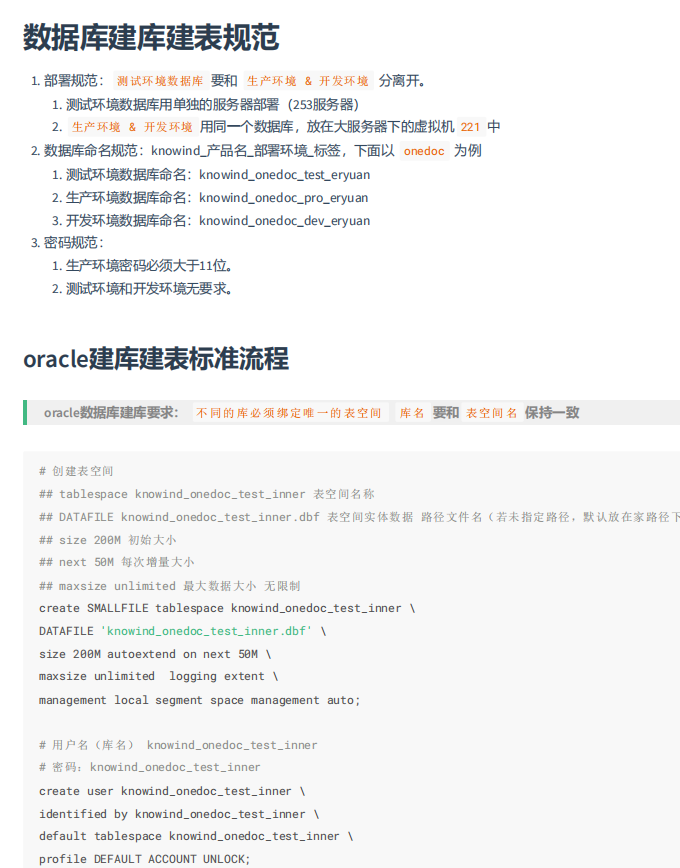 数据库建库建表规范
1. 部署规范： 测试环境数据库 要和 生产环境 & 开发环境 分离开。
1. 测试环境数据库用单独的服务器部署（253服务器）
2. 生产环境 & 开发环境 用同一个数据库，放在大服务器下的虚拟机 221 中
2. 数据库命名规范：knowind_产品名_部署环境_标签，下面以 onedoc 为例
1. 测试环境数据库命名：knowind_onedoc_test_eryuan
2. 生产环境数据库命名：knowind_onedoc_pro_eryuan
3. 开发环境数据库命名：knowind_onedoc_dev_eryuan
3. 密码规范：
1. 生产环境密码必须大于11位。
2. 测试环境和开发环境无要求。
oracle建库建表标准流程
oracle数据库建库要求： 不同的库必须绑定唯一的表空间 库名 要和 表空间名 保持一致
# 创建表空间
## tablespace knowind_onedoc_test_inner 表空间名称
## DATAFILE knowind_onedoc_test_inner.dbf 表空间实体数据 路径文件名（若未指定路径，默认放在家路径下
## size 200M 初始大小
## next 50M 每次增量大小
## maxsize unlimited 最大数据大小 无限制
create SMALLFILE tablespace knowind_onedoc_test_inner \
DATAFILE 'knowind_onedoc_test_inner.dbf' \
size 200M autoextend on next 50M \
maxsize unlimited  logging extent \
management local segment space management auto;
# 用户名（库名） knowind_onedoc_test_inner
# 密码：knowind_onedoc_test_inner
create user knowind_onedoc_test_inner \
identified by knowind_onedoc_test_inner \
default tablespace knowind_onedoc_test_inner \
profile DEFAULT ACCOUNT UNLOCK;